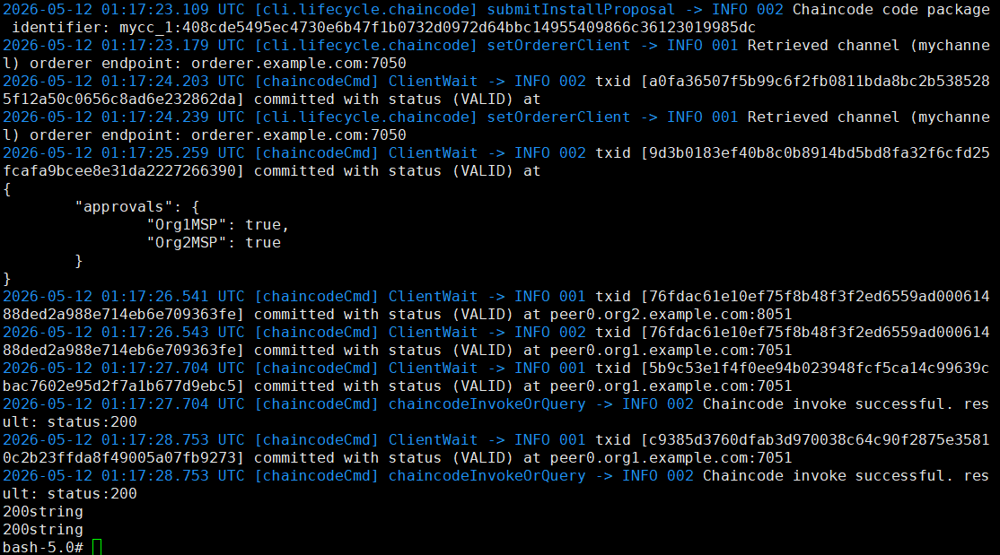 2026-05-12 01:17:23.109 UTC [cli.lifecycle.chaincode] submitInstallProposal -> INFO 002 Chaincode code package
 identifier: mycc_1:408cde5495ec4730e6b47f1b0732d0972d64bbc14955409866c36123019985dc
2026-05-12 01:17:23.179 UTC [cli.lifecycle.chaincode] setOrdererClient -> INFO 001 Retrieved channel (mychanne
l) orderer endpoint: orderer.example.com:7050
2026-05-12 01:17:24.203 UTC [chaincodeCmd] ClientWait -> INFO 002 txid [a0fa36507f5b99c6f2fb0811bda8bc2b538528
5f12a50c0656c8ad6e232862da] committed with status (VALID) at
2026-05-12 01:17:24.239 UTC [cli.lifecycle.chaincode] setOrdererClient -> INFO 001 Retrieved channel (mychanne
l) orderer endpoint: orderer.example.com:7050
2026-05-12 01:17:25.259 UTC [chaincodeCmd] ClientWait -> INFO 002 txid [9d3b0183ef40b8c0b8914bd5bd8fa32f6cfd25
fcafa9bcee8e31da2227266390] committed with status (VALID) at
{
        "approvals": {
                "Org1MSP": true,
                "Org2MSP": true
        }
}
2026-05-12 01:17:26.541 UTC [chaincodeCmd] ClientWait -> INFO 001 txid [76fdac61e10ef75f8b48f3f2ed6559ad000614
88ded2a988e714eb6e709363fe] committed with status (VALID) at peer0.org2.example.com:8051
2026-05-12 01:17:26.543 UTC [chaincodeCmd] ClientWait -> INFO 002 txid [76fdac61e10ef75f8b48f3f2ed6559ad000614
88ded2a988e714eb6e709363fe] committed with status (VALID) at peer0.org1.example.com:7051
2026-05-12 01:17:27.704 UTC [chaincodeCmd] ClientWait -> INFO 001 txid [5b9c53e1f4f0ee94b023948fcf5ca14c99639c
bac7602e95d2f7a1b677d9ebc5] committed with status (VALID) at peer0.org1.example.com:7051
2026-05-12 01:17:27.704 UTC [chaincodeCmd] chaincodeInvokeOrQuery -> INFO 002 Chaincode invoke successful. res
ult: status:200
2026-05-12 01:17:28.753 UTC [chaincodeCmd] ClientWait -> INFO 001 txid [c9385d3760dfab3d970038c64c90f2875e3581
0c2b23ffda8f49005a07fb9273] committed with status (VALID) at peer0.org1.example.com:7051
2026-05-12 01:17:28.753 UTC [chaincodeCmd] chaincodeInvokeOrQuery -> INFO 002 Chaincode invoke successful. res
ult: status:200
200string
200string
bash-5.0#